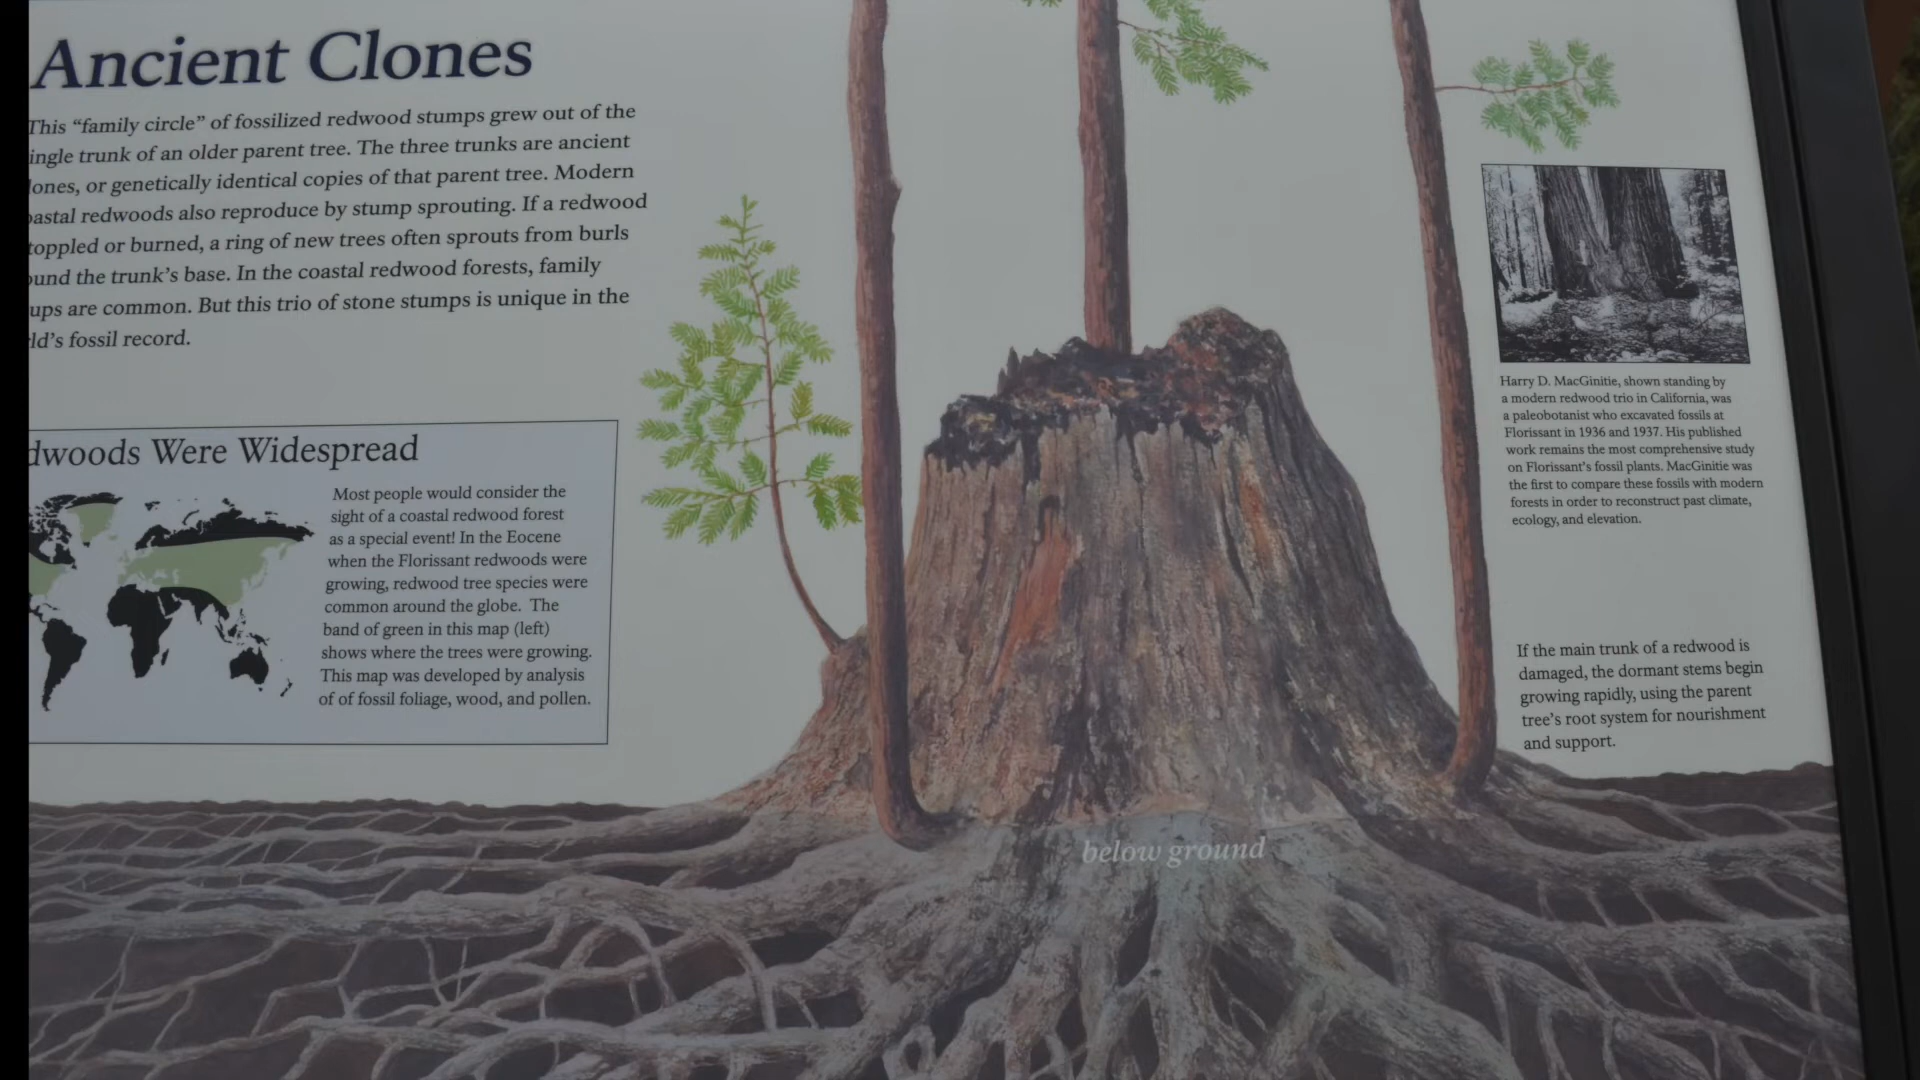 Ancient Clones
This “family circle” of fossilized redwood stumps grew out of the
ingle trunk of an older parent tree. The three trunks are ancient
lones, or genetically identical copies of that parent tree. Modern
oastal redwoods also reproduce by stump sprouting. If a redwood
toppled or burned, a ring of new trees often sprouts from burls
ound the trunk’s base. In the coastal redwood forests, family
ups are common. But this trio of stone stumps is unique in the
ld’s fossil record.
dwoods Were Widespread
Most people would consider the
sight of a coastal redwood forest
as a special event! In the Eocene
when the Florissant redwoods were
growing, redwood tree species were
common around the globe. The
band of green in this map (left)
shows where the trees were growing.
This map was developed by analysis
of of fossil foliage, wood, and pollen.
Harry D. MacGinitie, shown standing by
a modern redwood trio in California, was
a paleobotanist who excavated fossils at
Florissant in 1936 and 1937. His published
work remains the most comprehensive study
on Florissant’s fossil plants. MacGinitie was
the first to compare these fossils with modern
forests in order to reconstruct past climate,
ecology, and elevation.
If the main trunk of a redwood is
damaged, the dormant stems begin
growing rapidly, using the parent
tree’s root system for nourishment
and support.
below ground